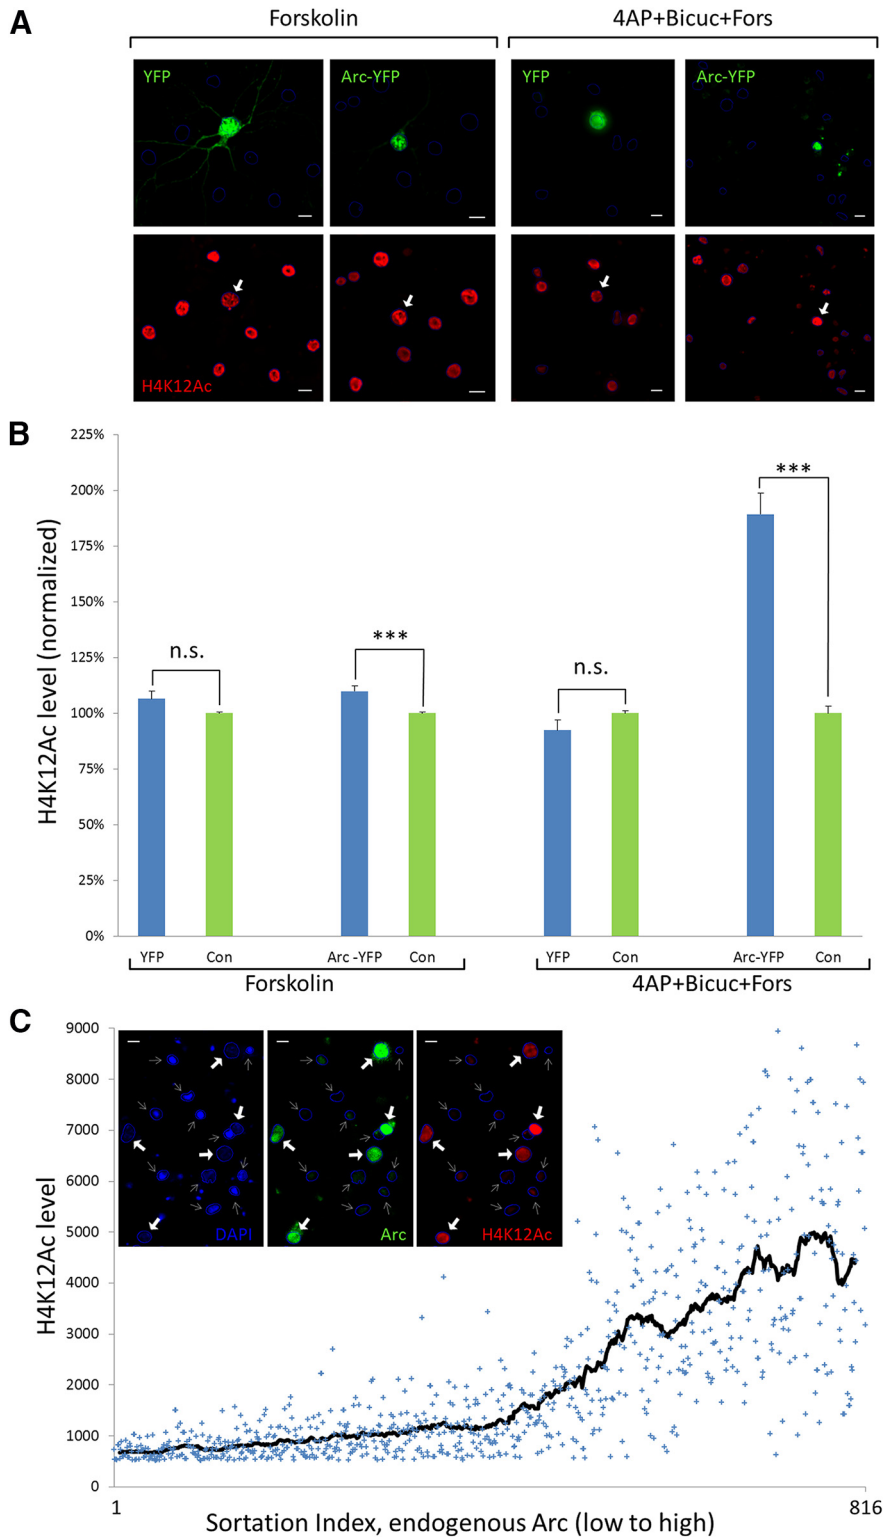 A
Forskolin
4AP+Bicuc+Fors
YFP
Arc-YFP
YFP
Arc-YFP
H4K12Ac
B
H4K12Ac level (normalized)
225%
200%
175%
150%
125%
100%
75%
50%
25%
0%
n.s.
***
n.s.
***
YFP
Con
Arc -YFP
Con
YFP
Con
Arc-YFP
Con
Forskolin
4AP+Bicuc+Fors
C
H4K12Ac level
9000
8000
7000
6000
5000
4000
3000
2000
1000
0
DAPI
Arc
H4K12Ac
1
816
Sortation Index, endogenous Arc (low to high)